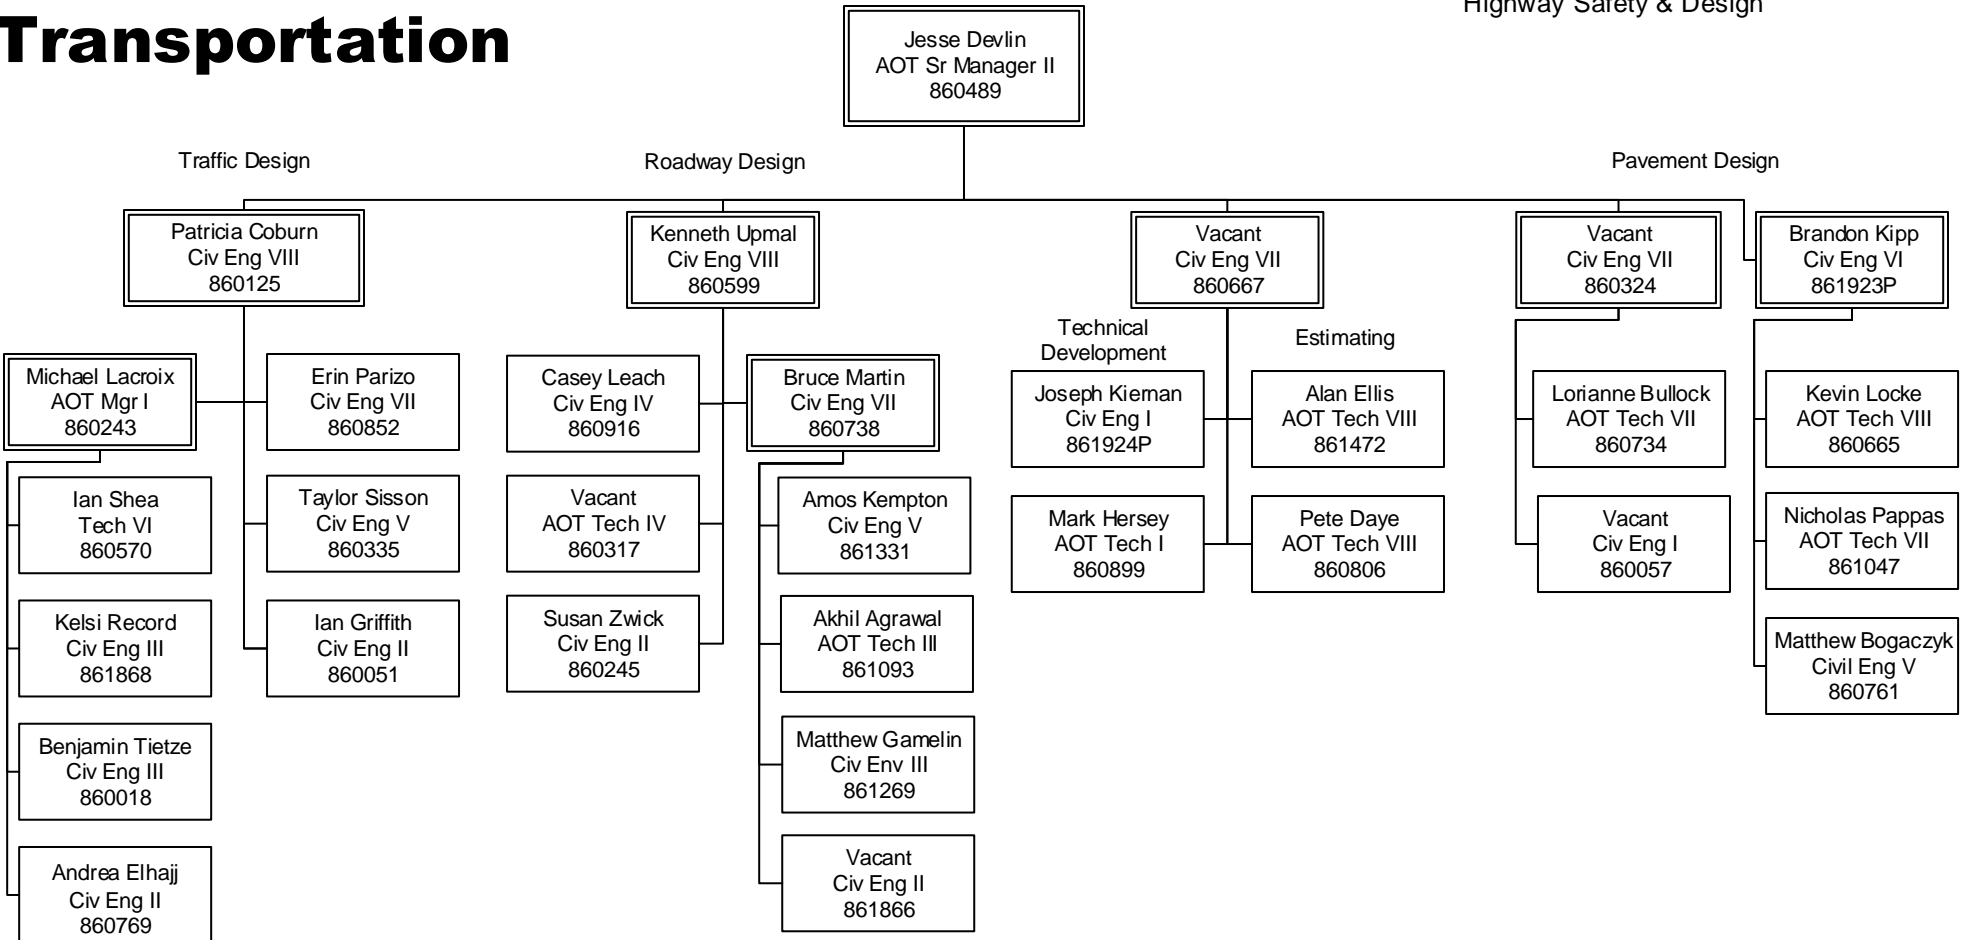 Transportation
Highway Safety & Design
Jesse Devlin
AOT Sr Manager II
860489
Traffic Design
Roadway Design
Pavement Design
Patricia Coburn
Civ Eng VIII
860125
Kenneth Upmal
Civ Eng VIII
860599
Vacant
Civ Eng VII
860667
Vacant
Civ Eng VII
860324
Brandon Kipp
Civ Eng VI
861923P
Technical
Development
Estimating
Michael Lacroix
AOT Mgr I
860243
Erin Parizo
Civ Eng VII
860852
Casey Leach
Civ Eng IV
860916
Bruce Martin
Civ Eng VII
860738
Joseph Kiernan
Civ Eng I
861924P
Alan Ellis
AOT Tech VIII
861472
Lorianne Bullock
AOT Tech VII
860734
Kevin Locke
AOT Tech VIII
860665
Ian Shea
Tech VI
860570
Taylor Sisson
Civ Eng V
860335
Vacant
AOT Tech IV
860317
Amos Kempton
Civ Eng V
861331
Mark Hersey
AOT Tech I
860899
Pete Daye
AOT Tech VIII
860806
Vacant
Civ Eng I
860057
Nicholas Pappas
AOT Tech VII
861047
Kelsi Record
Civ Eng III
861868
Ian Griffith
Civ Eng II
860051
Susan Zwick
Civ Eng II
860245
Akhil Agrawal
AOT Tech III
861093
Matthew Bogaczyk
Civil Eng V
860761
Benjamin Tietze
Civ Eng III
860018
Matthew Gamelin
Civ Env III
861269
Andrea Elhajj
Civ Eng II
860769
Vacant
Civ Eng II
861866